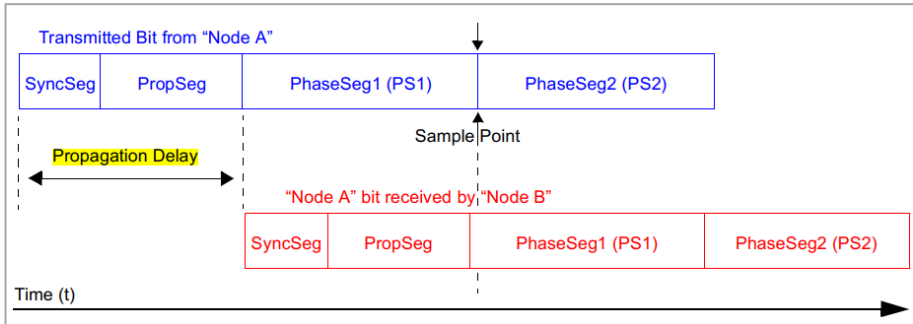 Transmitted Bit from “Node A”
SyncSeg PropSeg PhaseSeg1 (PS1) PhaseSeg2 (PS2)
Sample Point
Propagation Delay
“Node A” bit received by “Node B”
SyncSeg PropSeg PhaseSeg1 (PS1) PhaseSeg2 (PS2)
Time (t)